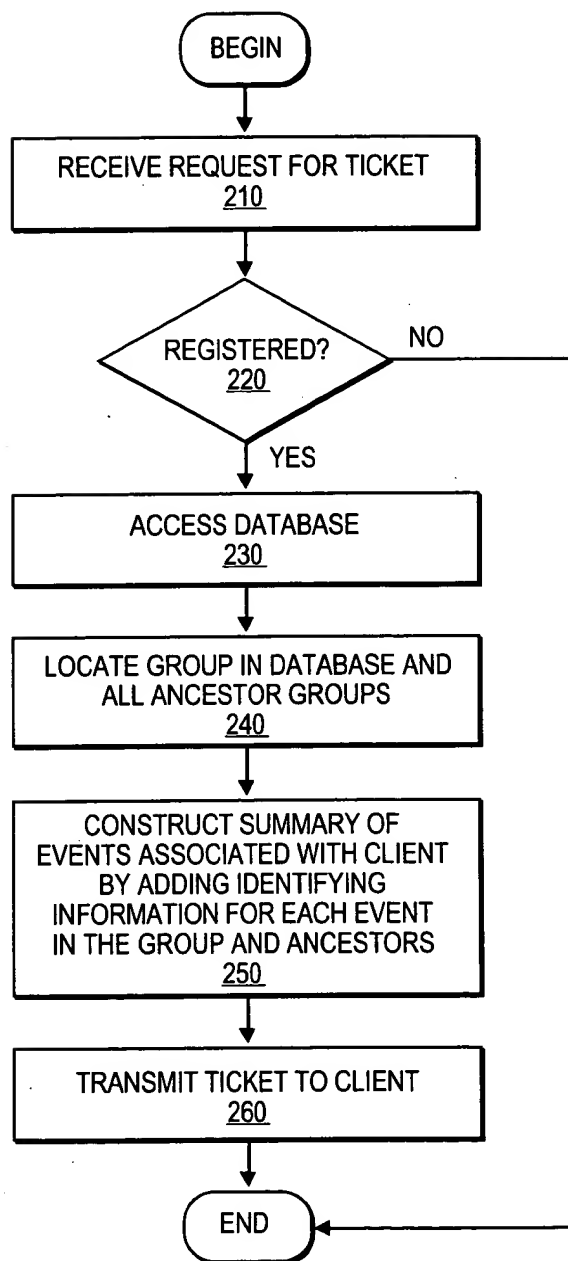 BEGIN
RECEIVE REQUEST FOR TICKET
210
REGISTERED?
220
NO
YES
ACCESS DATABASE
230
LOCATE GROUP IN DATABASE AND
ALL ANCESTOR GROUPS
240
CONSTRUCT SUMMARY OF
EVENTS ASSOCIATED WITH CLIENT
BY ADDING IDENTIFYING
INFORMATION FOR EACH EVENT
IN THE GROUP AND ANCESTORS
250
TRANSMIT TICKET TO CLIENT
260
END